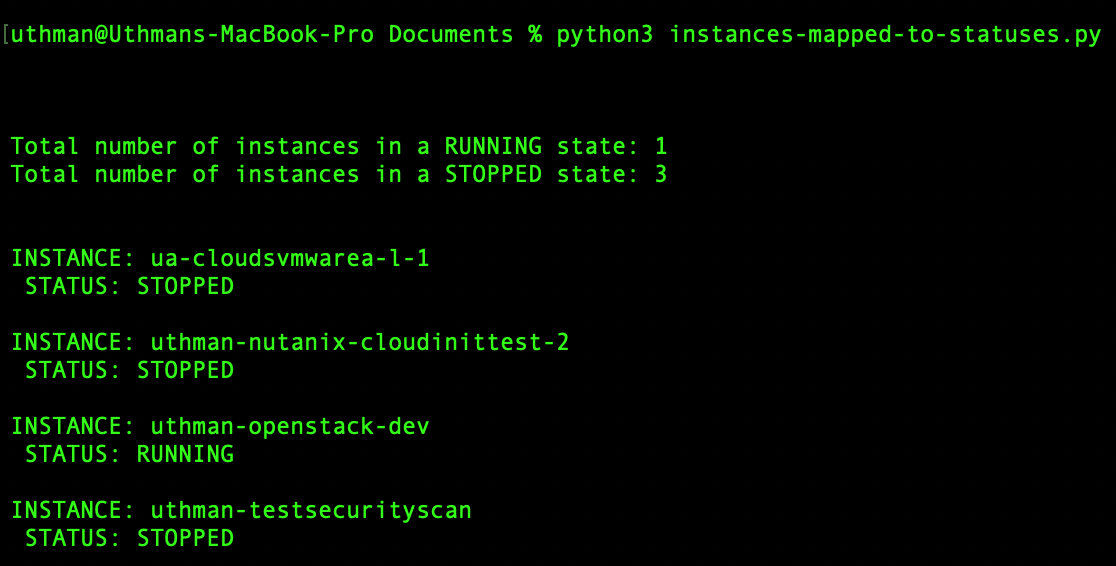 [uthman@Uthmans-MacBook-Pro Documents % python3 instances-mapped-to-statuses.py
Total number of instances in a RUNNING state: 1
Total number of instances in a STOPPED state: 3
INSTANCE: ua-cloudsvmwarea-l-1
STATUS: STOPPED
INSTANCE: uthman-nutanix-cloudinittest-2
STATUS: STOPPED
INSTANCE: uthman-openstack-dev
STATUS: RUNNING
INSTANCE: uthman-testsecurityscan
STATUS: STOPPED